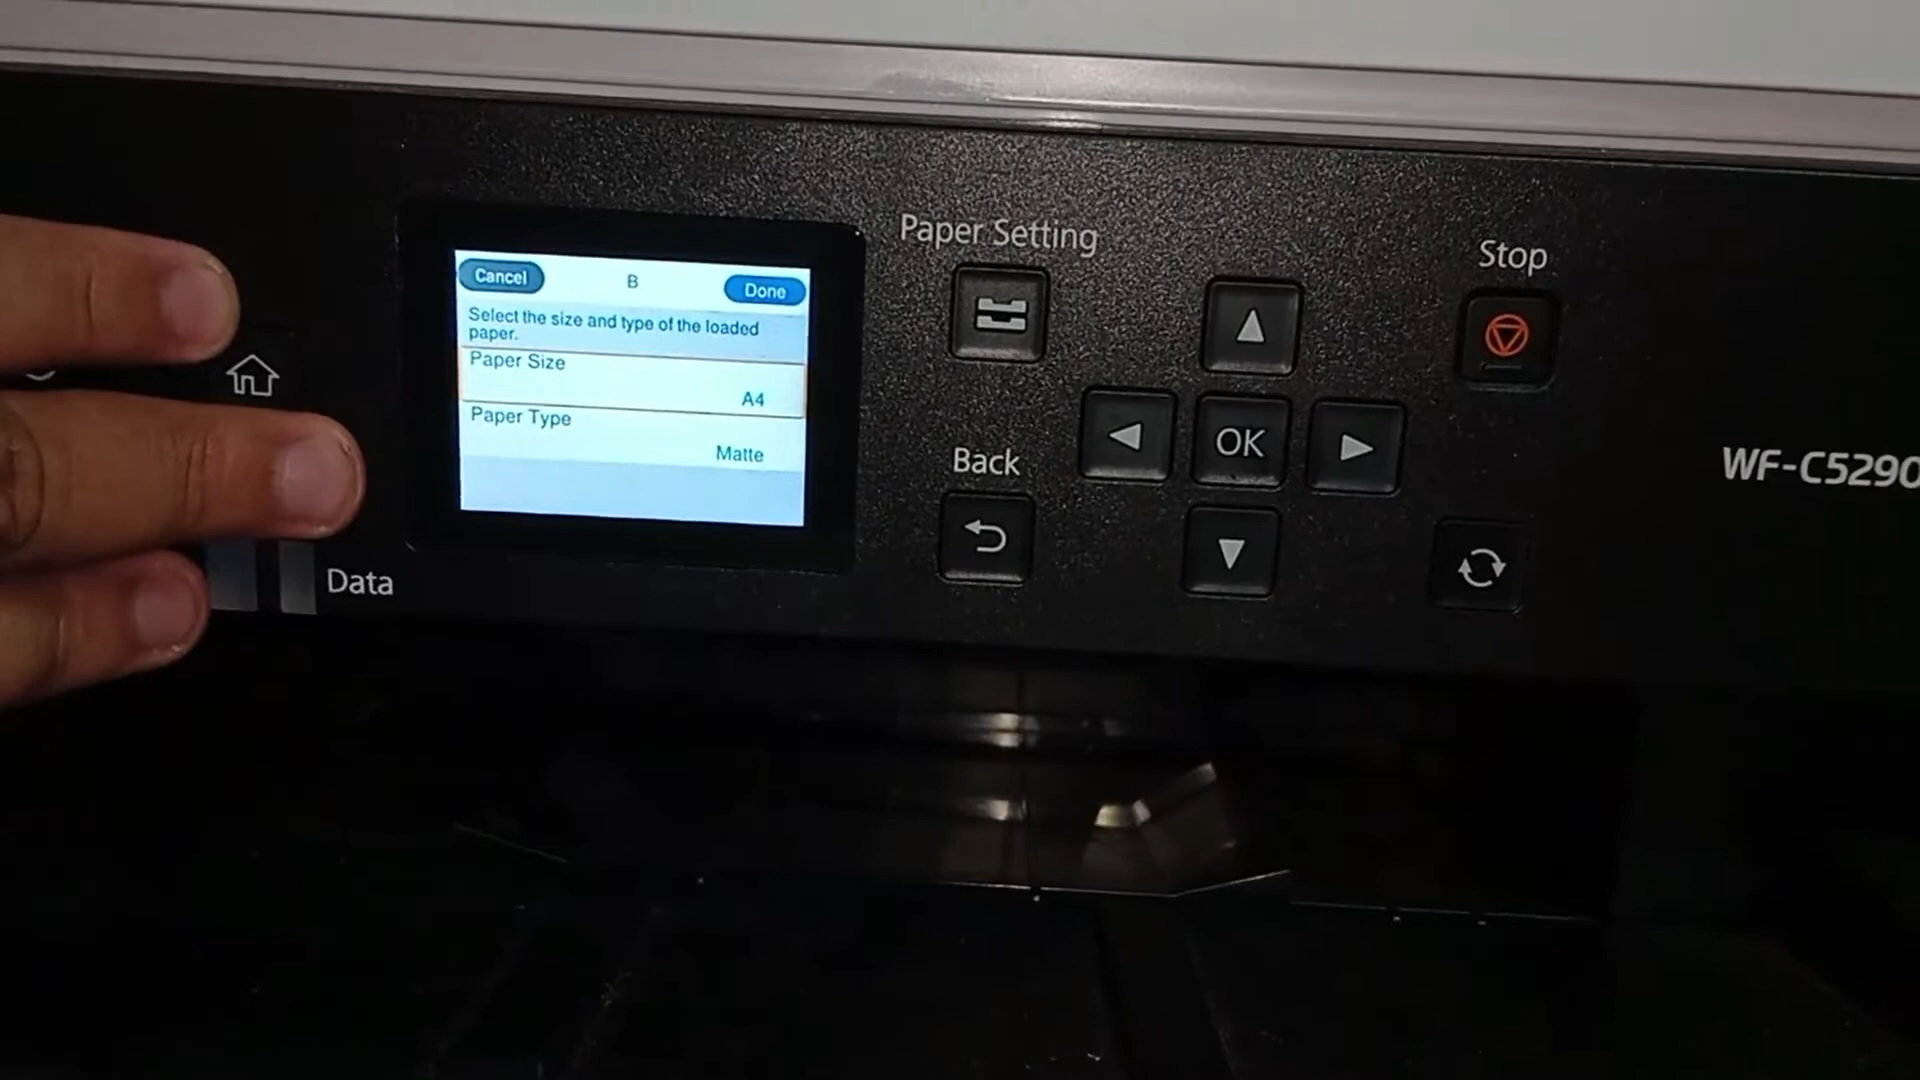 Paper Setting
Stop
Cancel
B
Done
Select the size and type of the loaded
paper.
Paper Size
A4
Paper Type
Matte
OK
Back
WF-C5290
Data